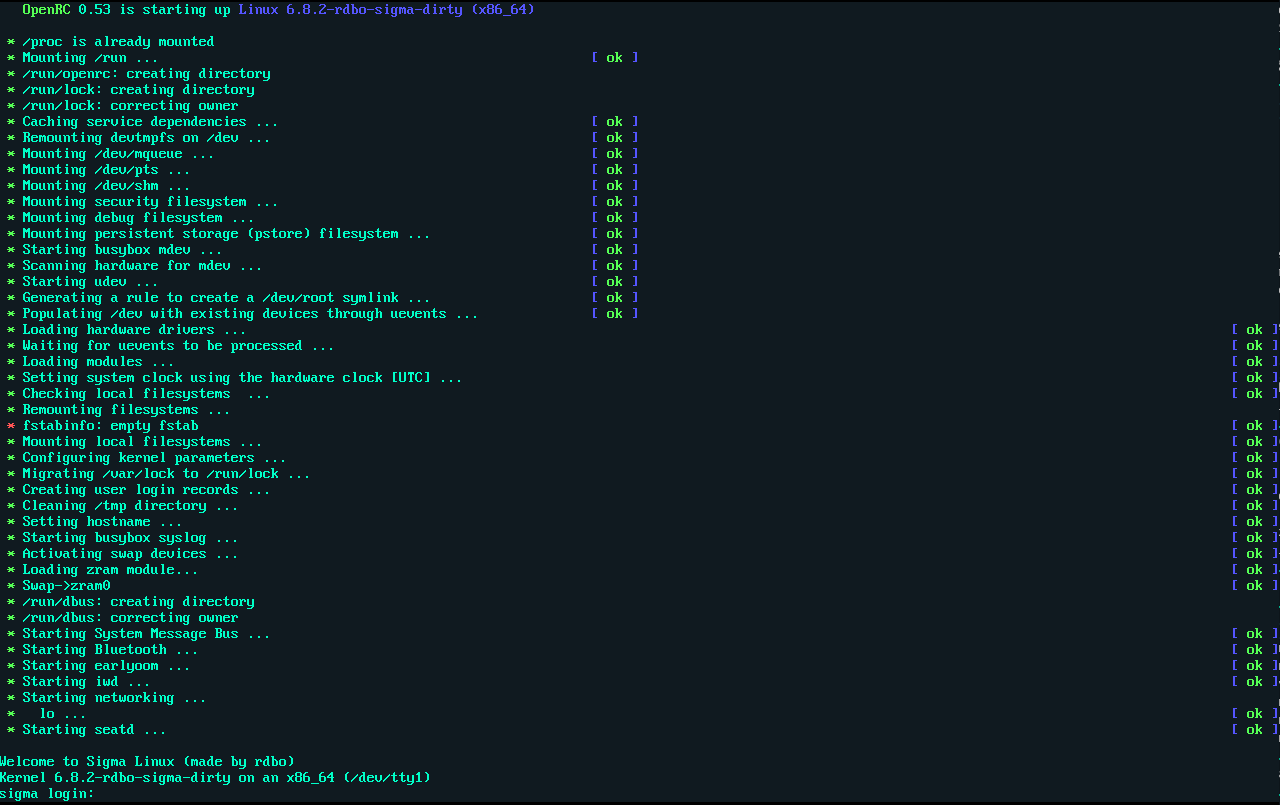 OpenRC 0.53 is starting up Linux 6.8.2-rdbo-sigma-dirty (x86_64)
* /proc is already mounted
* Mounting /run ... [ ok ]
* /run/openrc: creating directory
* /run/lock: creating directory
* /run/lock: correcting owner
* Caching service dependencies ... [ ok ]
* Remounting devtmpfs on /dev ... [ ok ]
* Mounting /dev/mqueue ... [ ok ]
* Mounting /dev/pts ... [ ok ]
* Mounting /dev/shm ... [ ok ]
* Mounting security filesystem ... [ ok ]
* Mounting debug filesystem ... [ ok ]
* Mounting persistent storage (pstore) filesystem ... [ ok ]
* Starting busybox mdev ... [ ok ]
* Scanning hardware for mdev ... [ ok ]
* Starting udev ... [ ok ]
* Generating a rule to create a /dev/root symlink ... [ ok ]
* Populating /dev with existing devices through uevents ... [ ok ]
* Loading hardware drivers ... [ ok ]
* Waiting for uevents to be processed ... [ ok ]
* Loading modules ... [ ok ]
* Setting system clock using the hardware clock [UTC] ... [ ok ]
* Checking local filesystems  ... [ ok ]
* Remounting filesystems ...
* fstabinfo: empty fstab [ ok ]
* Mounting local filesystems ... [ ok ]
* Configuring kernel parameters ... [ ok ]
* Migrating /var/lock to /run/lock ... [ ok ]
* Creating user login records ... [ ok ]
* Cleaning /tmp directory ... [ ok ]
* Setting hostname ... [ ok ]
* Starting busybox syslog ... [ ok ]
* Activating swap devices ... [ ok ]
* Loading zram module... [ ok ]
* Swap->zram0 [ ok ]
* /run/dbus: creating directory
* /run/dbus: correcting owner
* Starting System Message Bus ... [ ok ]
* Starting Bluetooth ... [ ok ]
* Starting earlyoom ... [ ok ]
* Starting iwd ... [ ok ]
* Starting networking ...
*   lo ... [ ok ]
* Starting seatd ... [ ok ]
Welcome to Sigma Linux (made by rdbo)
Kernel 6.8.2-rdbo-sigma-dirty on an x86_64 (/dev/tty1)
sigma login: